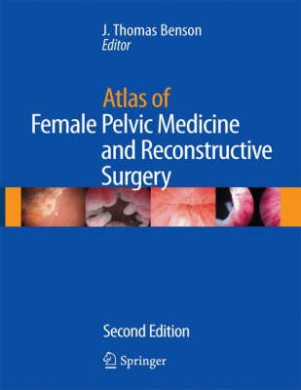 J. Thomas Benson
Editor
Atlas of
Female Pelvic Medicine
and Reconstructive
Surgery
Second Edition
Springer